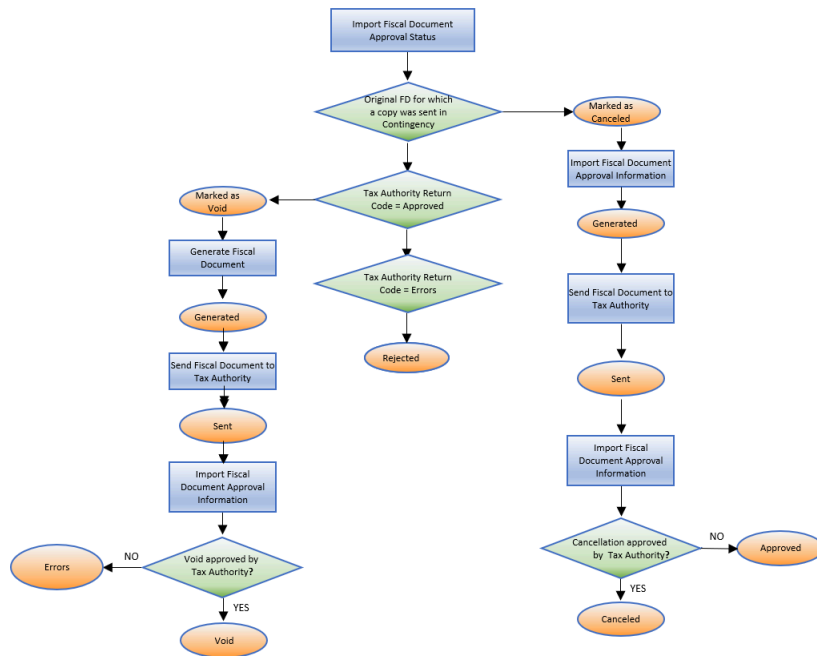 Import Fiscal Document
Approval Status
Original FD for which
a copy was sent in
Contingency
Marked as
Canceled
Import Fiscal Document
Approval Information
Marked as
Void
Tax Authority Return
Code = Approved
Generated
Generate Fiscal
Document
Tax Authority Return
Code = Errors
Send Fiscal Document to
Tax Authority
Generated
Rejected
Send Fiscal Document to
Tax Authority
Sent
Sent
Import Fiscal
Document Approval
Information
Import Fiscal
Document Approval
Information
Void approved by
Tax Authority?
NO
Errors
YES
Void
Cancellation approved
by Tax Authority?
NO
Approved
YES
Canceled